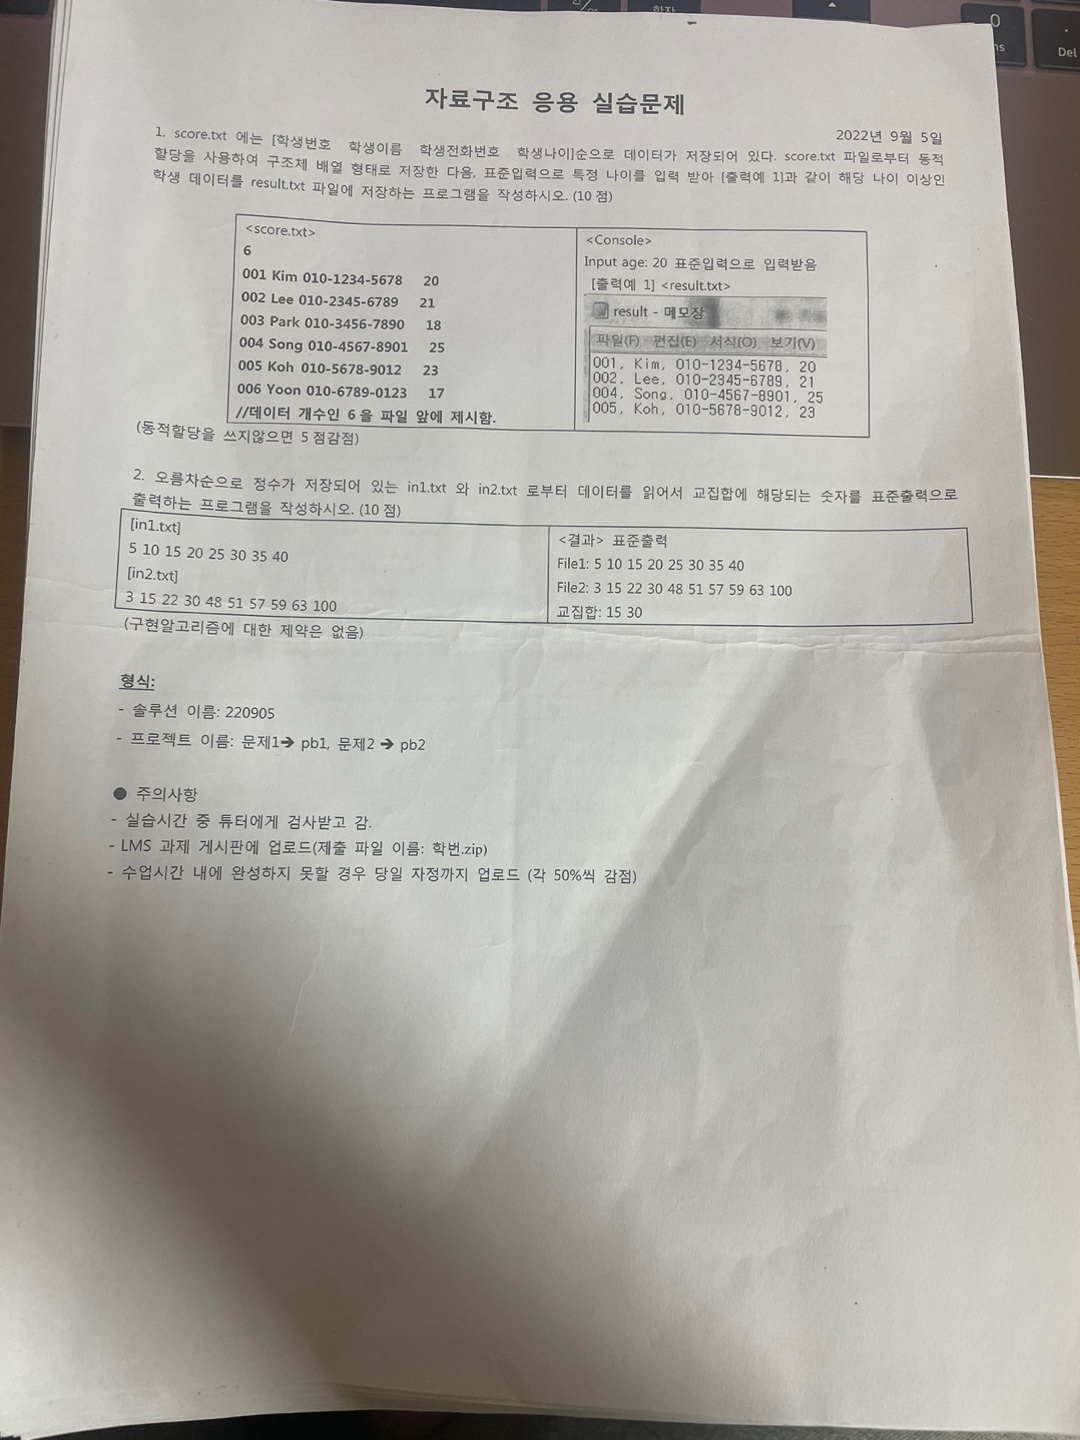 자료구조 응용 실습문제
2022년 9월 5일
1. score.txt 에는 [학생번호 학생이름 학생전화번호 학생나이]순으로 데이터가 저장되어 있다. score.txt 파일로부터 동적
할당을 사용하여 구조체 배열 형태로 저장한 다음, 표준입력으로 특정 나이를 입력 받아 [출력예 1]과 같이 해당 나이 이상인
학생 데이터를 result.txt 파일에 저장하는 프로그램을 작성하시오. (10 점)
<score.txt>
6
001 Kim 010-1234-5678 20
002 Lee 010-2345-6789 21
003 Park 010-3456-7890 18
004 Song 010-4567-8901 25
005 Koh 010-5678-9012 23
006 Yoon 010-6789-0123 17
//데이터 개수인 6 을 파일 앞에 제시함.
<Console>
Input age: 20 표준입력으로 입력받음
[출력예 1] <result.txt>
result - 메모장
파일(F) 편집(E) 서식(O) 보기(V)
001, Kim, 010-1234-5678, 20
002, Lee, 010-2345-6789, 21
004, Song, 010-4567-8901, 25
005, Koh, 010-5678-9012, 23
(동적할당을 쓰지않으면 5 점감점)
2. 오름차순으로 정수가 저장되어 있는 in1.txt 와 in2.txt 로부터 데이터를 읽어서 교집합에 해당되는 숫자를 표준출력으로
출력하는 프로그램을 작성하시오. (10 점)
[in1.txt]
5 10 15 20 25 30 35 40
[in2.txt]
3 15 22 30 48 51 57 59 63 100
<결과> 표준출력
File1: 5 10 15 20 25 30 35 40
File2: 3 15 22 30 48 51 57 59 63 100
교집합: 15 30
(구현알고리즘에 대한 제약은 없음)
형식:
- 솔루션 이름: 220905
- 프로젝트 이름: 문제1➔ pb1, 문제2 ➔ pb2
● 주의사항
- 실습시간 중 튜터에게 검사받고 감.
- LMS 과제 게시판에 업로드(제출 파일 이름: 학번.zip)
- 수업시간 내에 완성하지 못할 경우 당일 자정까지 업로드 (각 50%씩 감점)
0
Del